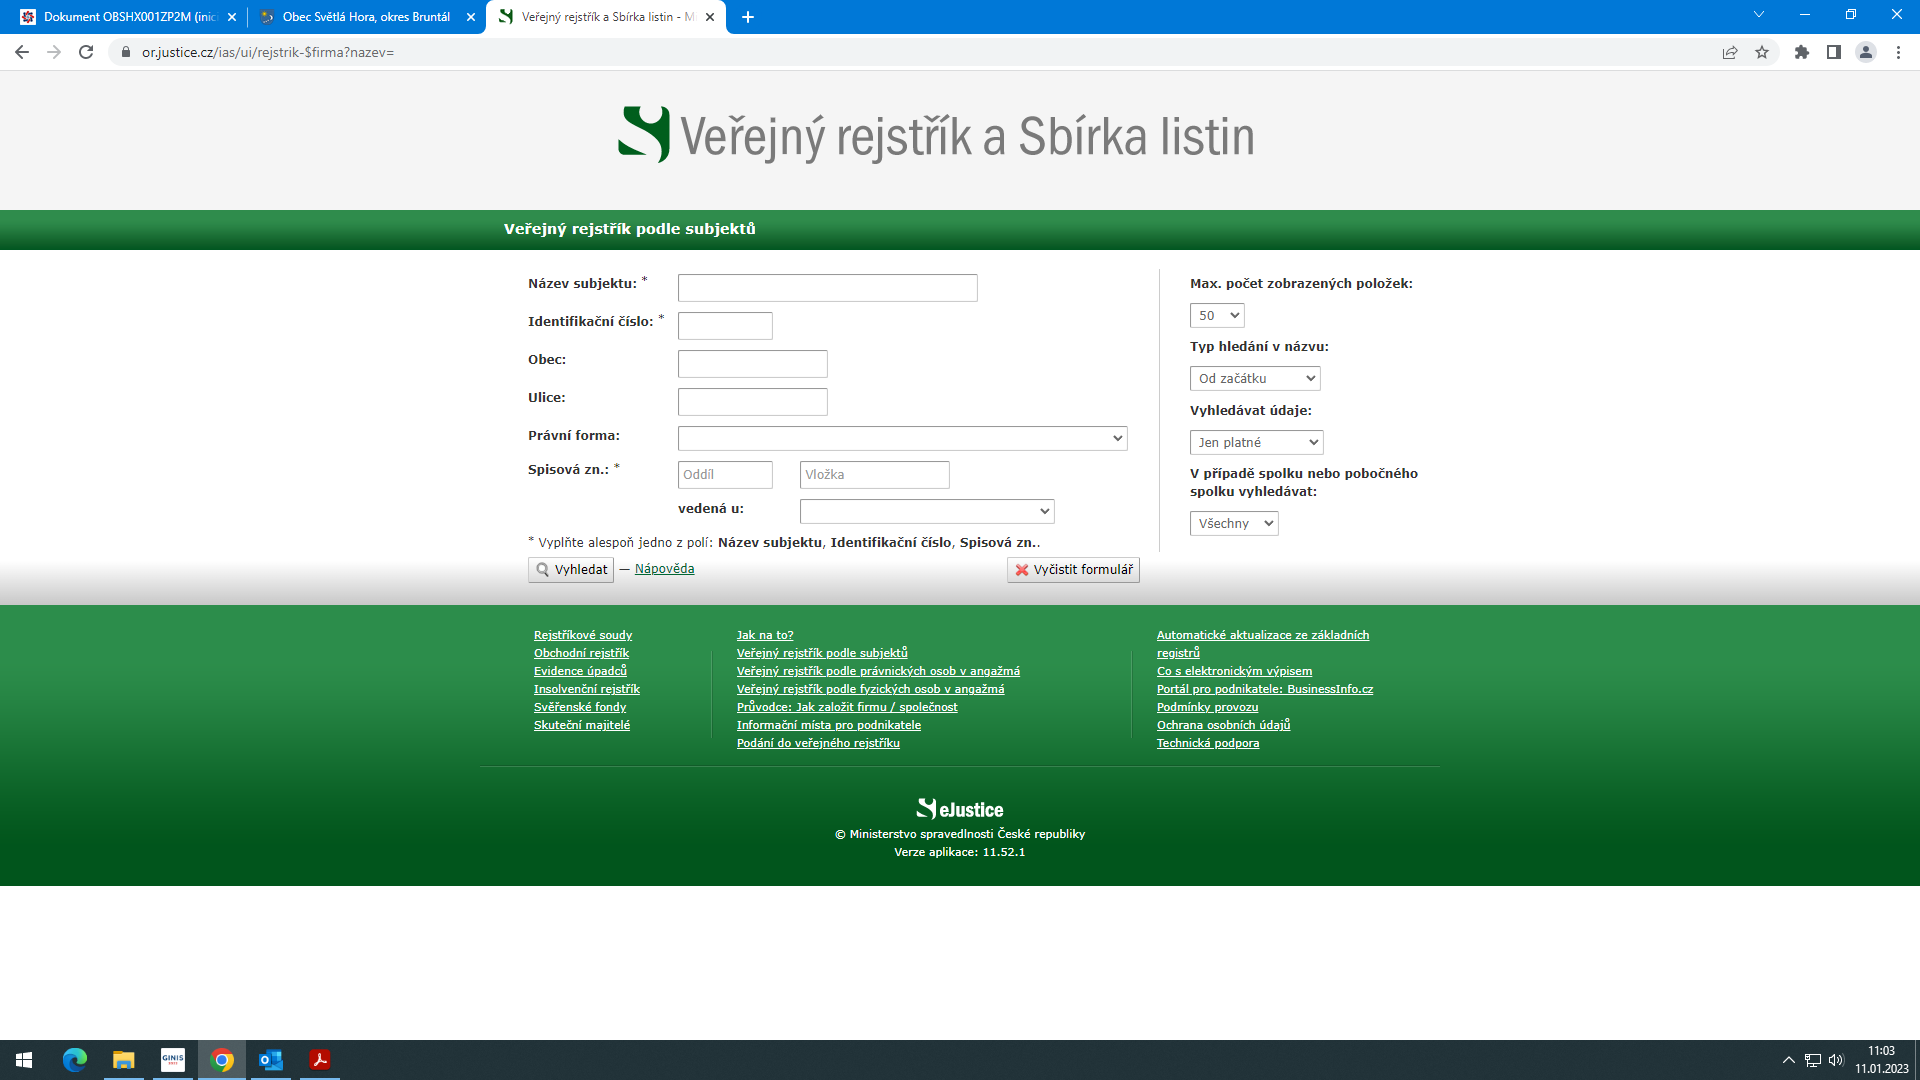 Dokument OBSHX001ZP2M (inic
Obec Světlá Hora, okres Bruntál
Veřejný rejstřík a Sbírka listin - M
or.justice.cz/ias/ui/rejstrik-$firma?nazev=
Veřejný rejstřík a Sbírka listin
Veřejný rejstřík podle subjektů
Název subjektu: *
Identifikační číslo: *
Obec:
Ulice:
Právní forma:
Spisová zn.: *
Oddíl
Vložka
vedená u:
* Vyplňte alespoň jedno z polí: Název subjektu, Identifikační číslo, Spisová zn..
Vyhledat — Nápověda
Vyčistit formulář
Max. počet zobrazených položek:
50
Typ hledání v názvu:
Od začátku
Vyhledávat údaje:
Jen platné
V případě spolku nebo pobočného
spolku vyhledávat:
Všechny
Rejstříkové soudy
Obchodní rejstřík
Evidence úpadců
Insolvenční rejstřík
Svěřenské fondy
Skuteční majitelé
Jak na to?
Veřejný rejstřík podle subjektů
Veřejný rejstřík podle právnických osob v angažmá
Veřejný rejstřík podle fyzických osob v angažmá
Průvodce: Jak založit firmu / společnost
Informační místa pro podnikatele
Podání do veřejného rejstříku
Automatické aktualizace ze základních
registrů
Co s elektronickým výpisem
Portál pro podnikatele: BusinessInfo.cz
Podmínky provozu
Ochrana osobních údajů
Technická podpora
eJustice
© Ministerstvo spravedlnosti České republiky
Verze aplikace: 11.52.1
GINIS
11:03
11.01.2023